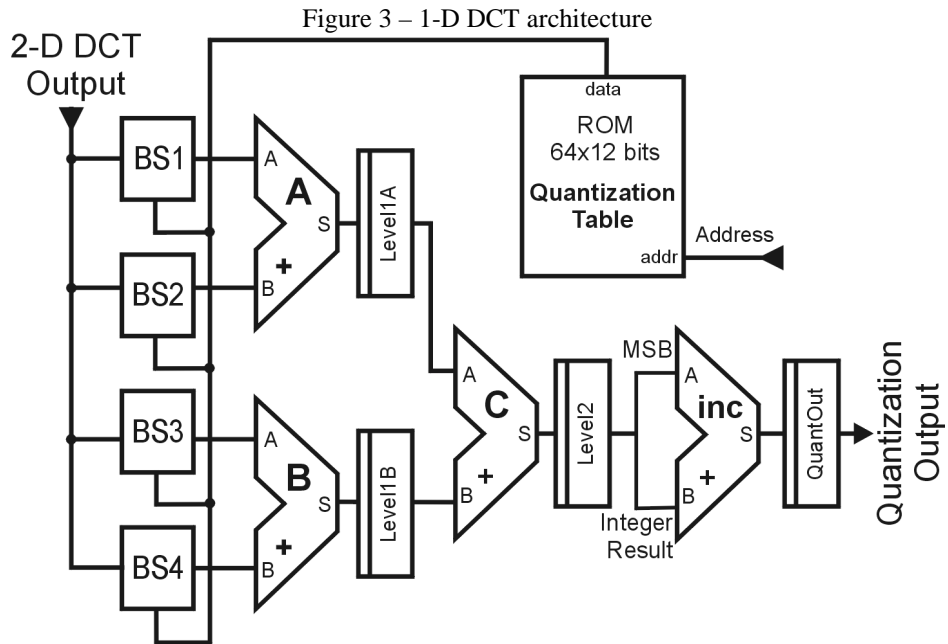 Figure 3 – 1-D DCT architecture
2-D DCT
Output
data
ROM
64x12 bits
Quantization
Table
addr
Address
BS1
BS2
BS3
BS4
A
A
B
S
+
Level1A
A
B
B
S
+
Level1B
A
C
B
S
+
Level2
MSB
A
inc
B
S
+
Integer
Result
QuantOut
Quantization
Output